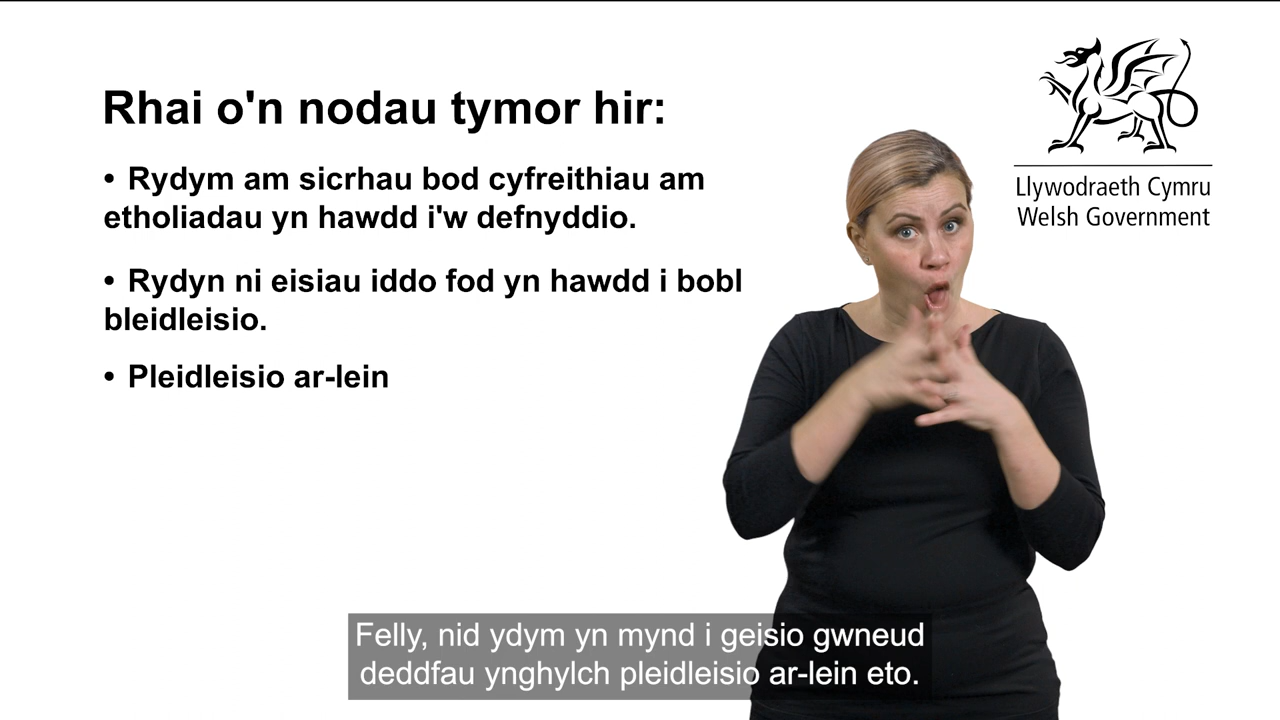 Rhai o'n nodau tymor hir:
• Rydym am sicrhau bod cyfreithiau am
etholiadau yn hawdd i'w defnyddio.
• Rydyn ni eisiau iddo fod yn hawdd i bobl
bleidleisio.
• Pleidleisio ar-lein
Llywodraeth Cymru
Welsh Government
Felly, nid ydym yn mynd i geisio gwneud
deddfau ynghylch pleidleisio ar-lein eto.